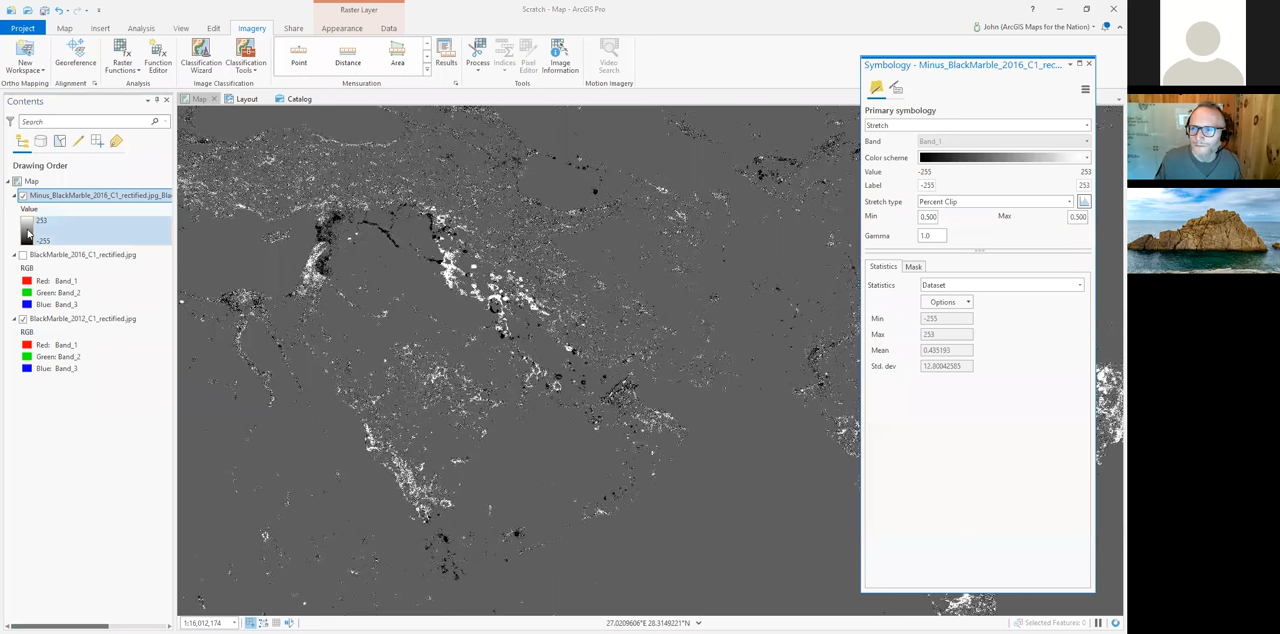 Raster Layer
Scratch - Map - ArcGIS Pro
Project Map Insert Analysis View Edit Imagery Share Appearance Data
John (ArcGIS Maps for the Nation)
New Workspace
Georeference
Raster Functions
Function Editor
Classification Wizard
Classification Tools
Point
Distance
Area
Results
Process
Indices
Pixel Editor
Image Information
Video Search
Ortho Mapping Alignment Analysis Image Classification Mensuration Tools Motion Imagery
Contents
Map Layout Catalog
Search
Drawing Order
Map
Minus_BlackMarble_2016_C1_rectified.jpg_Bla
Value
253
-255
BlackMarble_2016_C1_rectified.jpg
RGB
Red: Band_1
Green: Band_2
Blue: Band_3
BlackMarble_2012_C1_rectified.jpg
RGB
Red: Band_1
Green: Band_2
Blue: Band_3
Symbology - Minus_BlackMarble_2016_C1_rec...
Primary symbology
Stretch
Band Band_1
Color scheme
Value -255 253
Label -255 253
Stretch type Percent Clip
Min 0.500 Max 0.500
Gamma 1.0
Statistics Mask
Statistics Dataset
Options
Min -255
Max 253
Mean 0.435193
Std. dev 12.80042585
1:16,012,174
27.0209606°E 28.3149221°N
Selected Features: 0